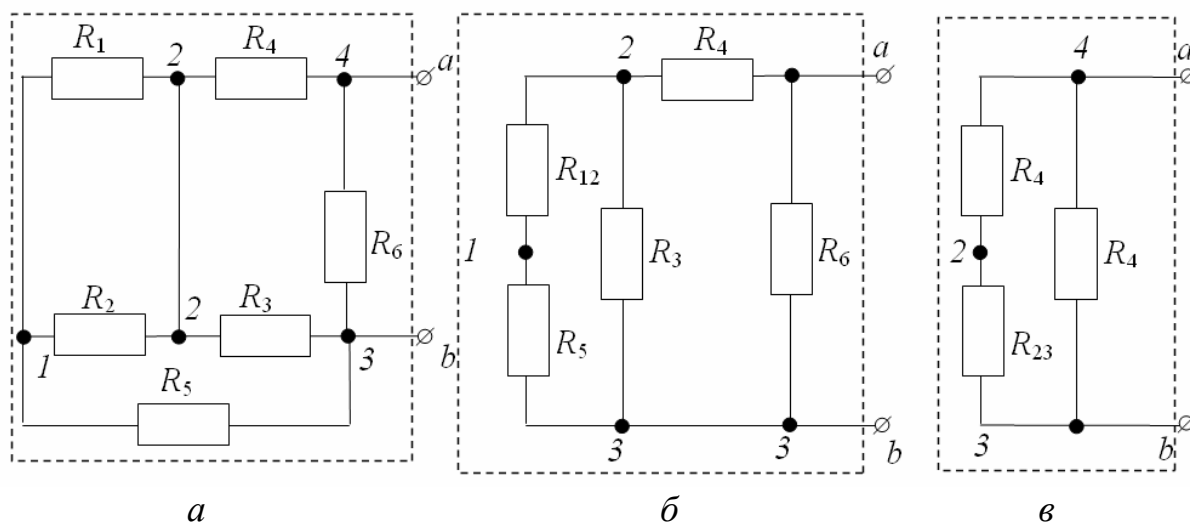 R1 2 R4 4 a
R6
R2 2 R3
1 3 b
R5
а
2 R4 a
R12
1 R3 R6
R5
3 3 b
б
4 a
R4
2 R4
R23
3 b
в